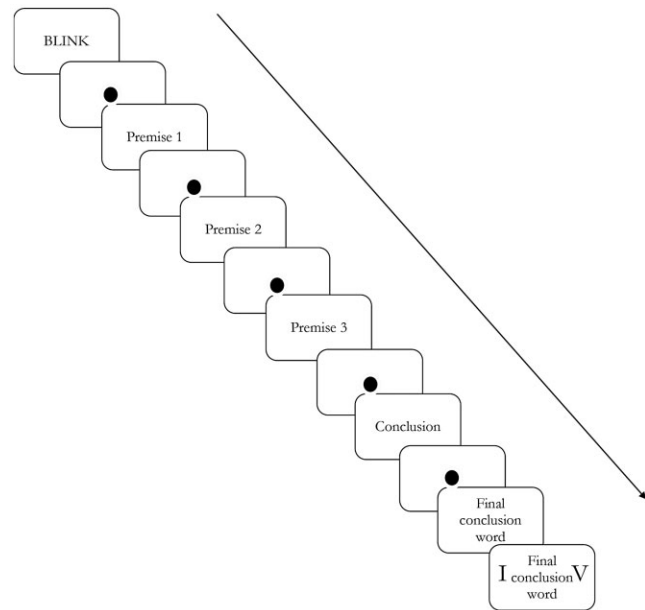 BLINK
Premise 1
Premise 2
Premise 3
Conclusion
Final
conclusion
word
Final
I conclusion V
word